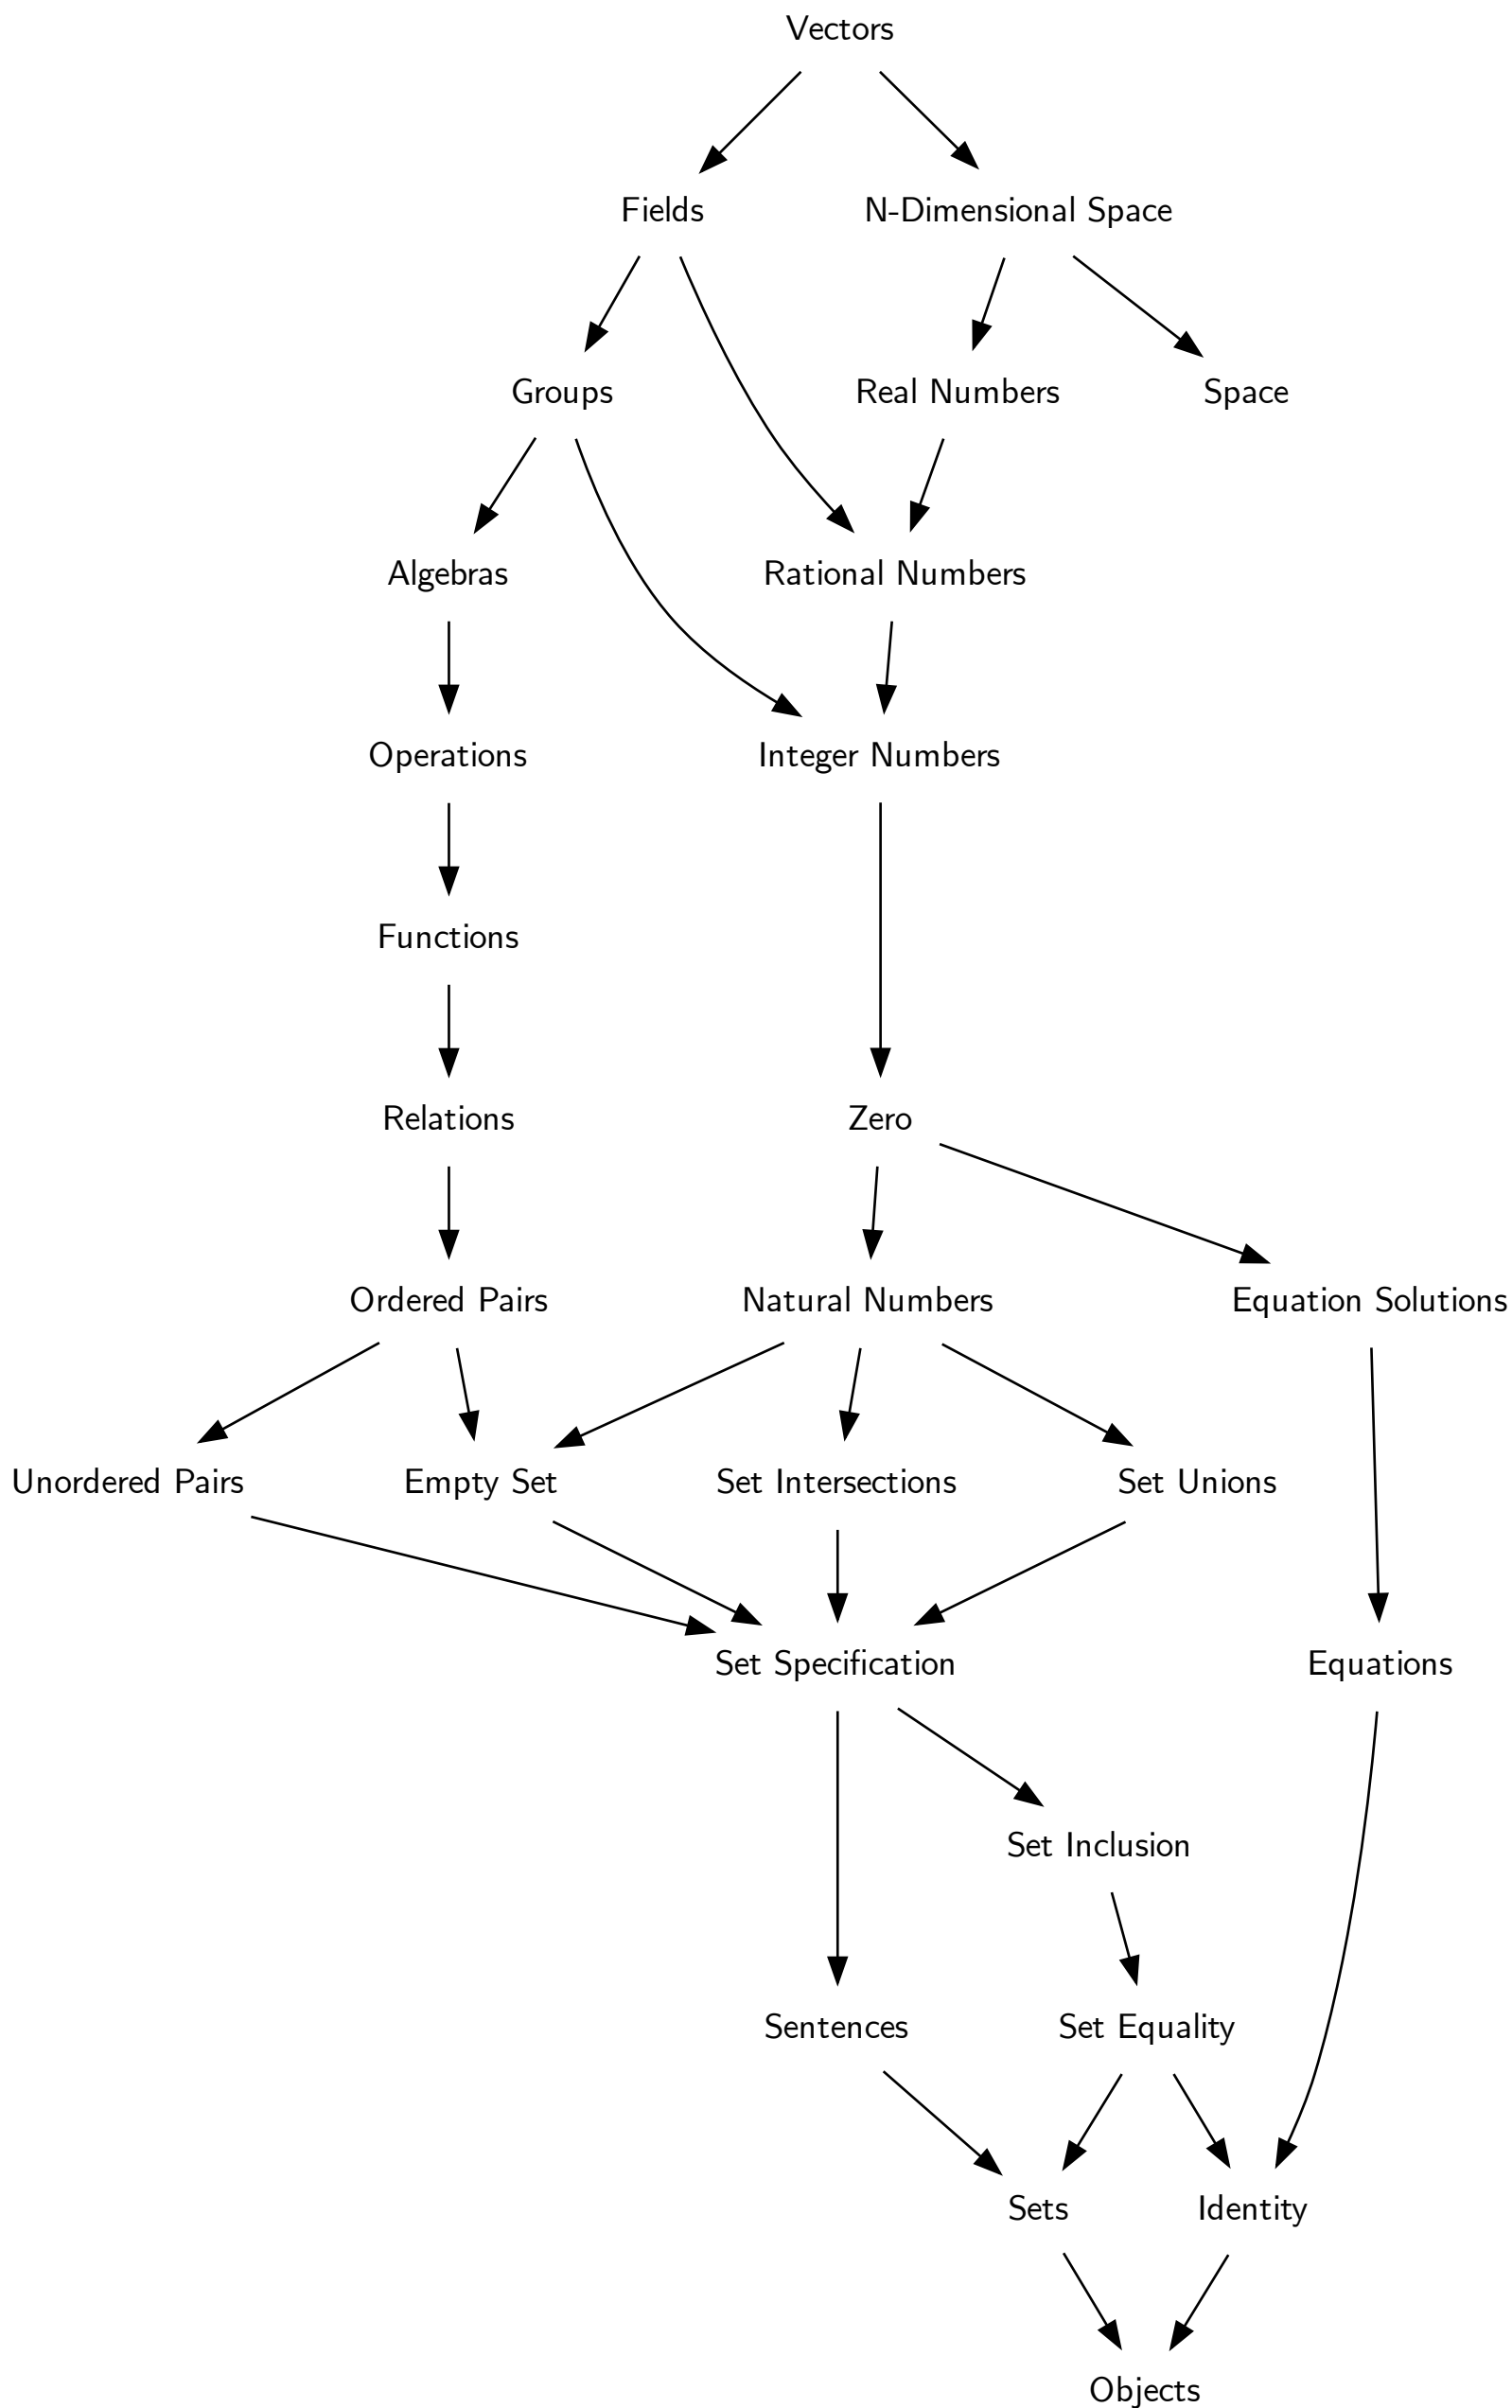 Vectors
Fields
N-Dimensional Space
Groups
Real Numbers
Space
Algebras
Rational Numbers
Operations
Integer Numbers
Functions
Relations
Zero
Ordered Pairs
Natural Numbers
Equation Solutions
Unordered Pairs
Empty Set
Set Intersections
Set Unions
Set Specification
Equations
Set Inclusion
Sentences
Set Equality
Sets
Identity
Objects